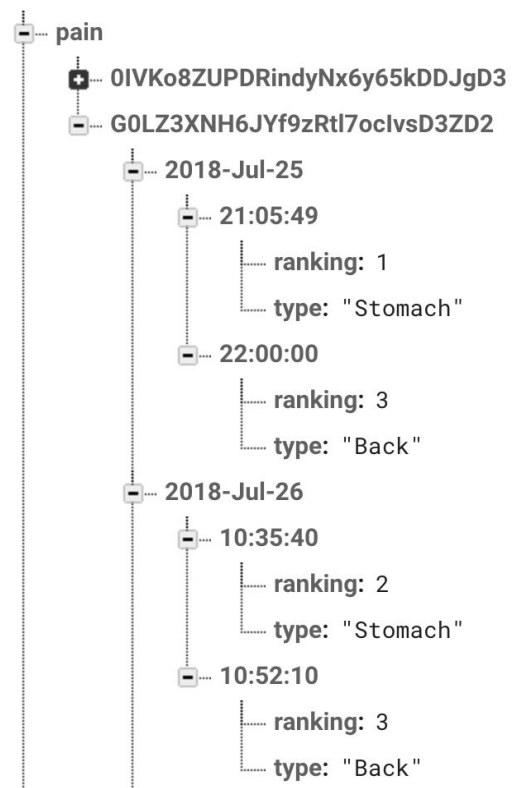 pain
0IVKo8ZUPDRindyNx6y65kDDJgD3
G0LZ3XNH6JYf9zRtl7ocIvsD3ZD2
2018-Jul-25
21:05:49
ranking: 1
type: "Stomach"
22:00:00
ranking: 3
type: "Back"
2018-Jul-26
10:35:40
ranking: 2
type: "Stomach"
10:52:10
ranking: 3
type: "Back"